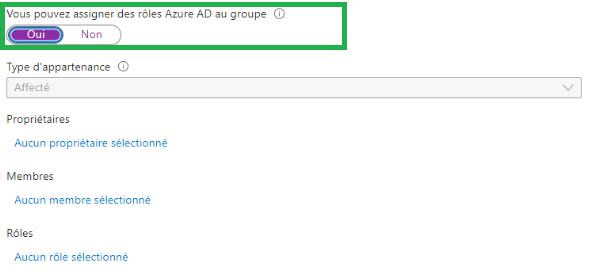 Vous pouvez assigner des rôles Azure AD au groupe
Oui Non
Type d'appartenance
Affecté
Propriétaires
Aucun propriétaire sélectionné
Membres
Aucun membre sélectionné
Rôles
Aucun rôle sélectionné